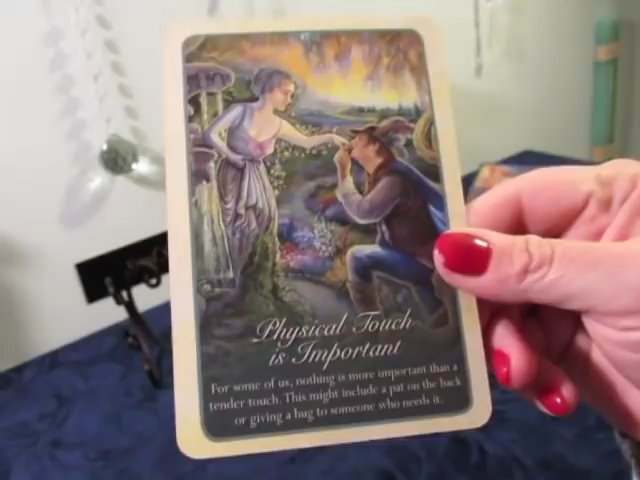 47
Physical Touch
is Important
For some of us, nothing is more important than a
tender touch. This might include a pat on the back
or giving a hug to someone who needs it.